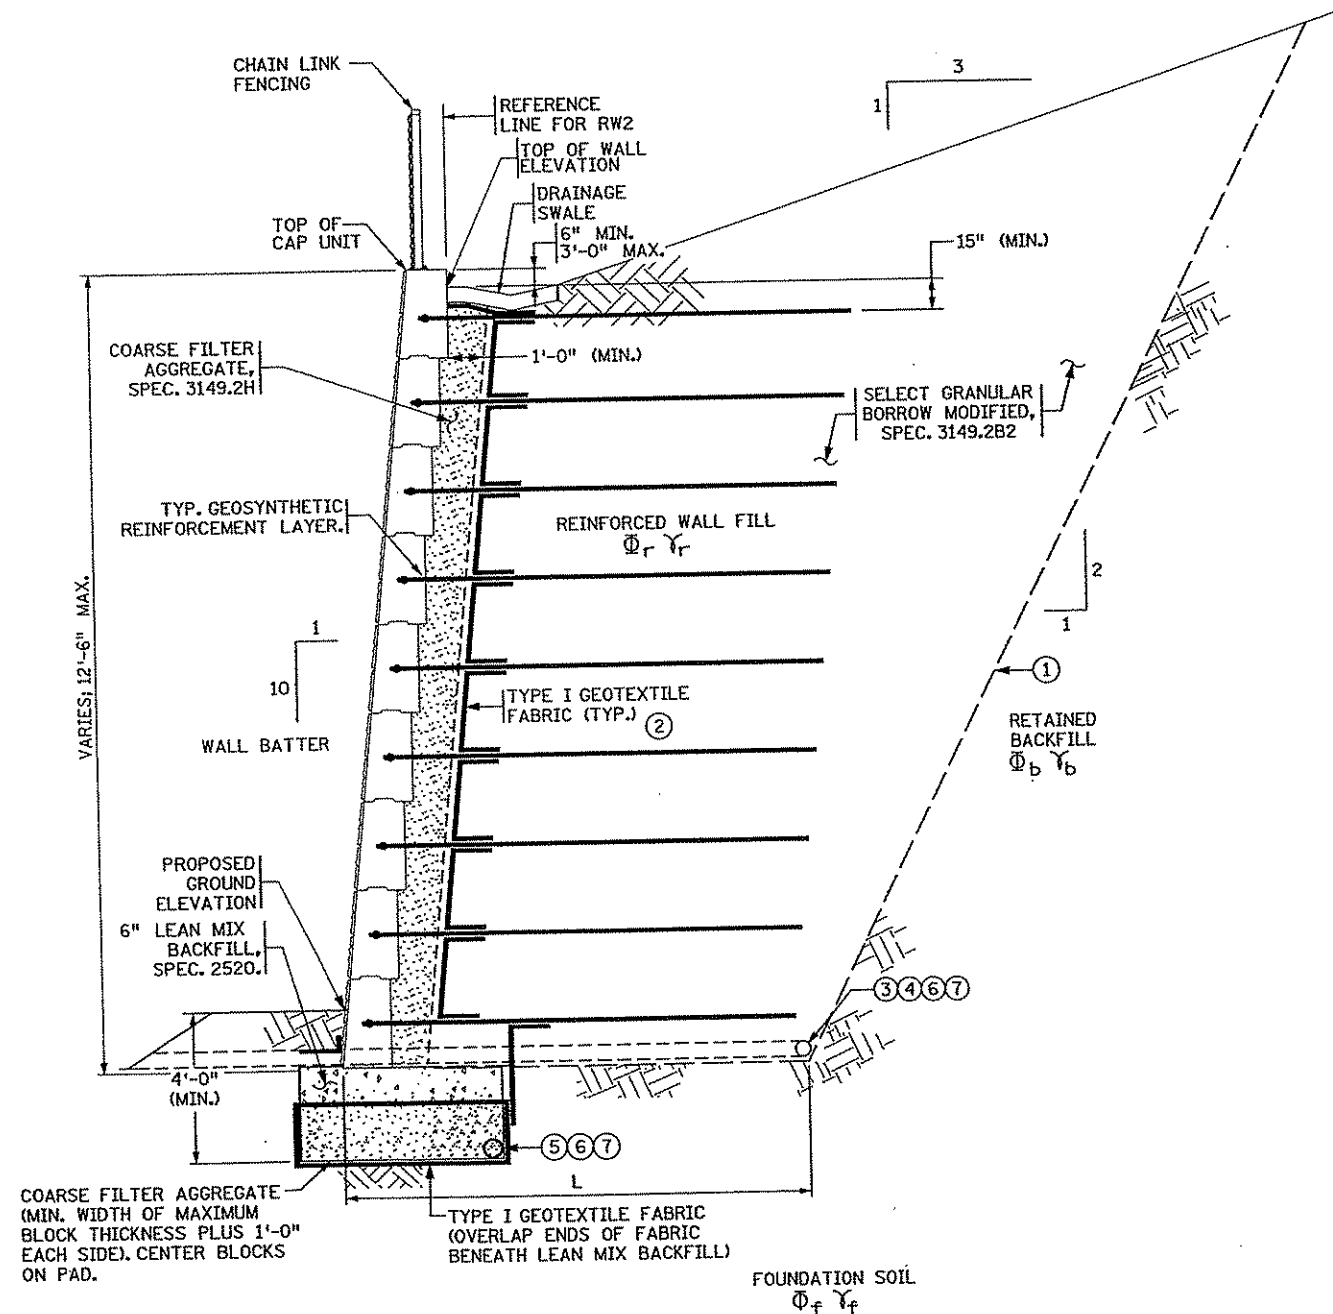 CHAIN LINK
FENCING
3
1
REFERENCE
LINE FOR RW2
TOP OF WALL
ELEVATION
DRAINAGE
SWALE
TOP OF
CAP UNIT
6" MIN.
3'-0" MAX.
15" (MIN.)
COARSE FILTER
AGGREGATE,
SPEC. 3149.2H
1'-0" (MIN.)
SELECT GRANULAR
BORROW MODIFIED,
SPEC. 3149.2B2
TYP. GEOSYNTHETIC
REINFORCEMENT LAYER.
REINFORCED WALL FILL
Φr γr
VARIES; 12'-6" MAX.
2
1
1
10
WALL BATTER
TYPE I GEOTEXTILE
FABRIC (TYP.) ②
①
RETAINED
BACKFILL
Φb γb
PROPOSED
GROUND
ELEVATION
6" LEAN MIX
BACKFILL,
SPEC. 2520.
③④⑥⑦
4'-0"
(MIN.)
⑤⑥⑦
L
COARSE FILTER AGGREGATE
(MIN. WIDTH OF MAXIMUM
BLOCK THICKNESS PLUS 1'-0"
EACH SIDE). CENTER BLOCKS
ON PAD.
TYPE I GEOTEXTILE FABRIC
(OVERLAP ENDS OF FABRIC
BENEATH LEAN MIX BACKFILL)
FOUNDATION SOIL
Φf γf